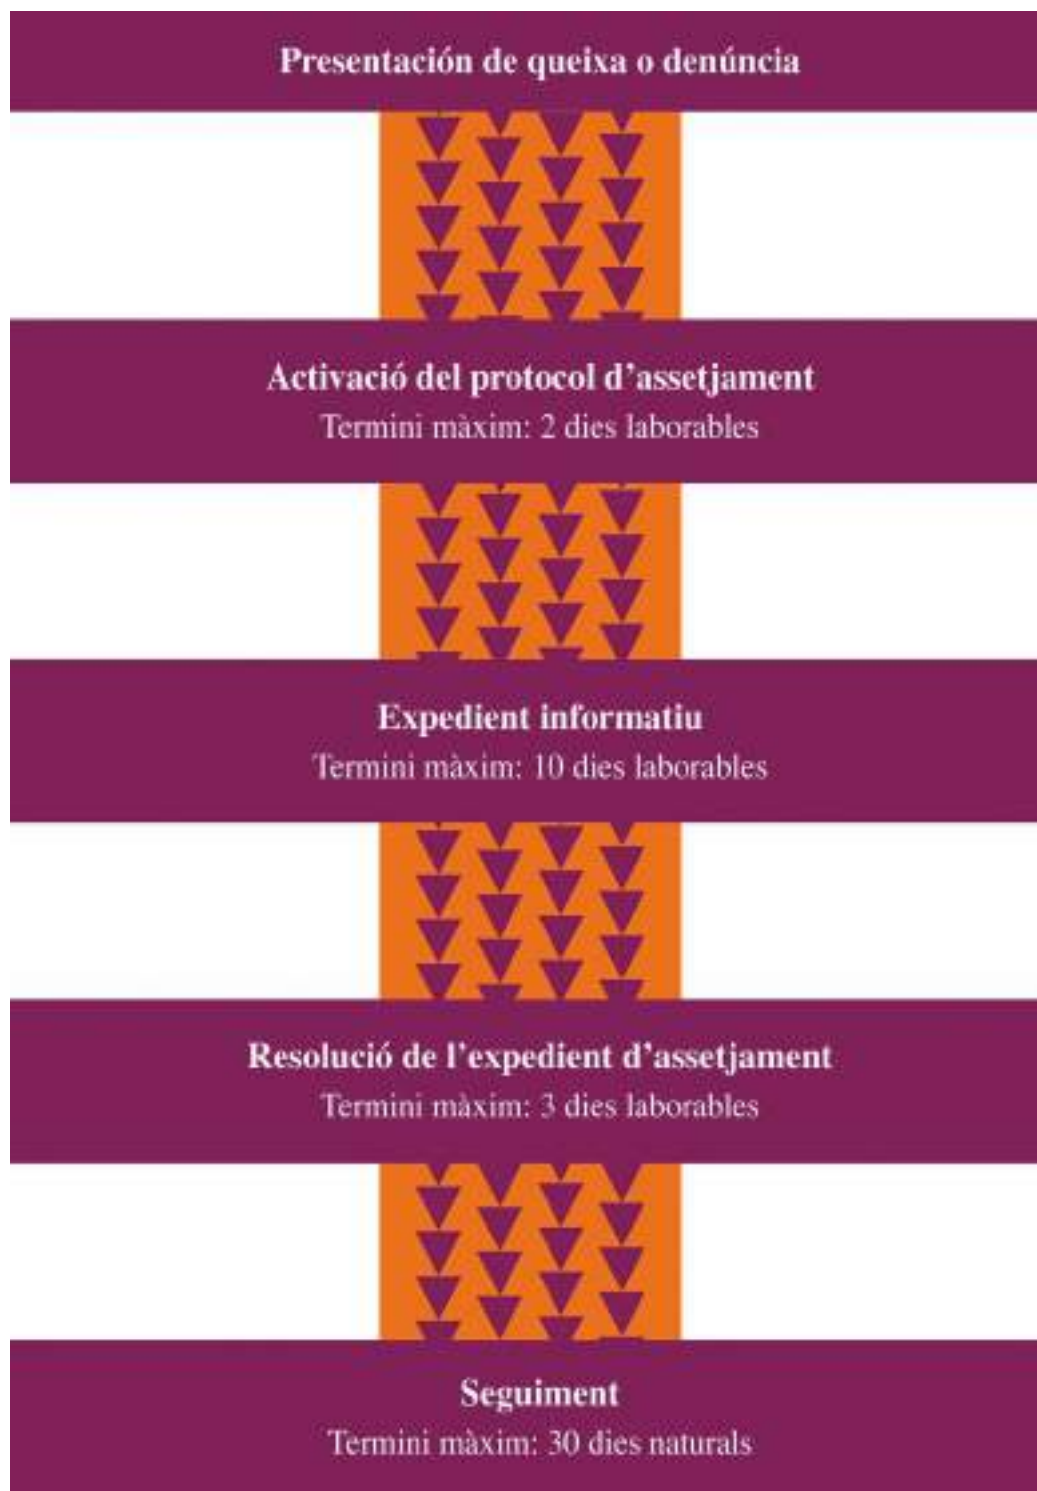 Presentación de queixa o denúncia
Activació del protocol d’assetjament
Termini màxim: 2 dies laborables
Expedient informatiu
Termini màxim: 10 dies laborables
Resolució de l’expedient d’assetjament
Termini màxim: 3 dies laborables
Seguiment
Termini màxim: 30 dies naturals